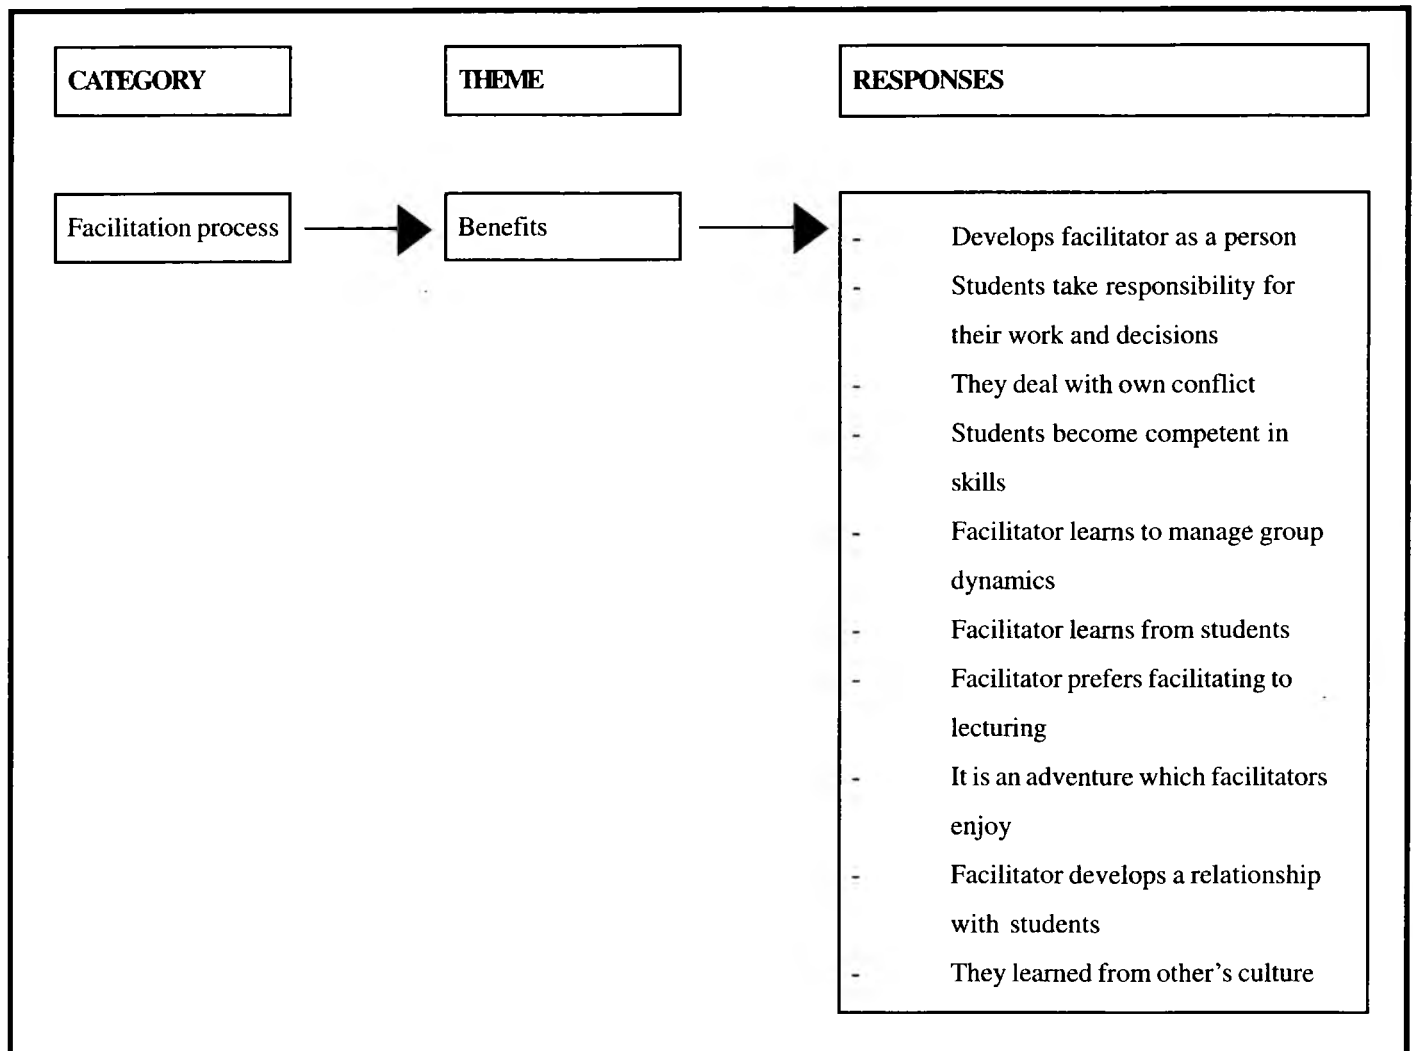 CATEGORY
THEME
RESPONSES
Facilitation process
Benefits
- Develops facilitator as a person
- Students take responsibility for
their work and decisions
- They deal with own conflict
- Students become competent in
skills
- Facilitator learns to manage group
dynamics
- Facilitator learns from students
- Facilitator prefers facilitating to
lecturing
- It is an adventure which facilitators
enjoy
- Facilitator develops a relationship
with students
- They learned from other's culture